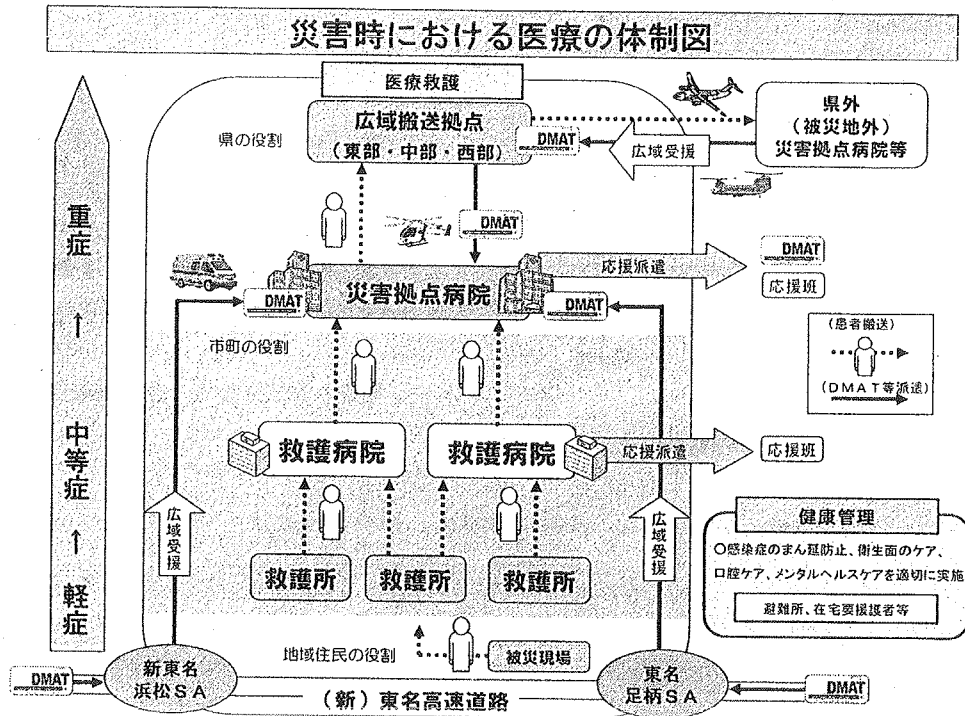 災害時における医療の体制図
医療救護
県の役割
広域搬送拠点
（東部・中部・西部）
DMAT
広域受援
県外
（被災地外）
災害拠点病院等
重症
↑
中等症
↑
軽症
DMAT
災害拠点病院
DMAT
DMAT
応援派遣
DMAT
応援班
市町の役割
（患者搬送）
（DMAT等派遣）
救護病院
救護病院
応援派遣
応援班
広域受援
広域受援
救護所
救護所
救護所
健康管理
○感染症のまん延防止、衛生面のケア、
口腔ケア、メンタルヘルスケアを適切に実施
避難所、在宅要援護者等
地域住民の役割
被災現場
DMAT
新東名
浜松ＳＡ
（新）東名高速道路
東名
足柄ＳＡ
DMAT